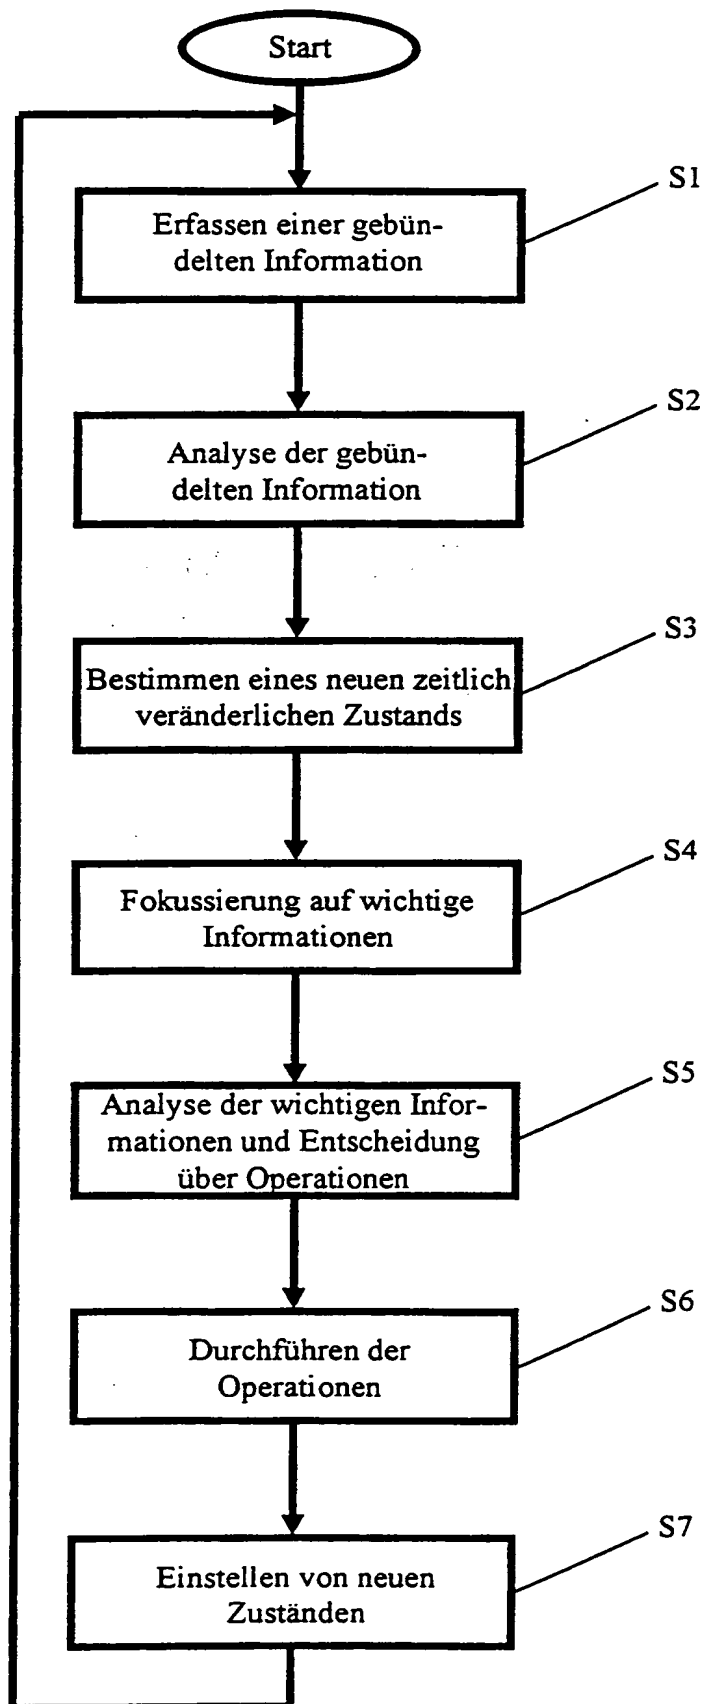 Start
S1
Erfassen einer gebün-
delten Information
S2
Analyse der gebün-
delten Information
S3
Bestimmen eines neuen zeitlich
veränderlichen Zustands
S4
Fokussierung auf wichtige
Informationen
S5
Analyse der wichtigen Infor-
mationen und Entscheidung
über Operationen
S6
Durchführen der
Operationen
S7
Einstellen von neuen
Zuständen